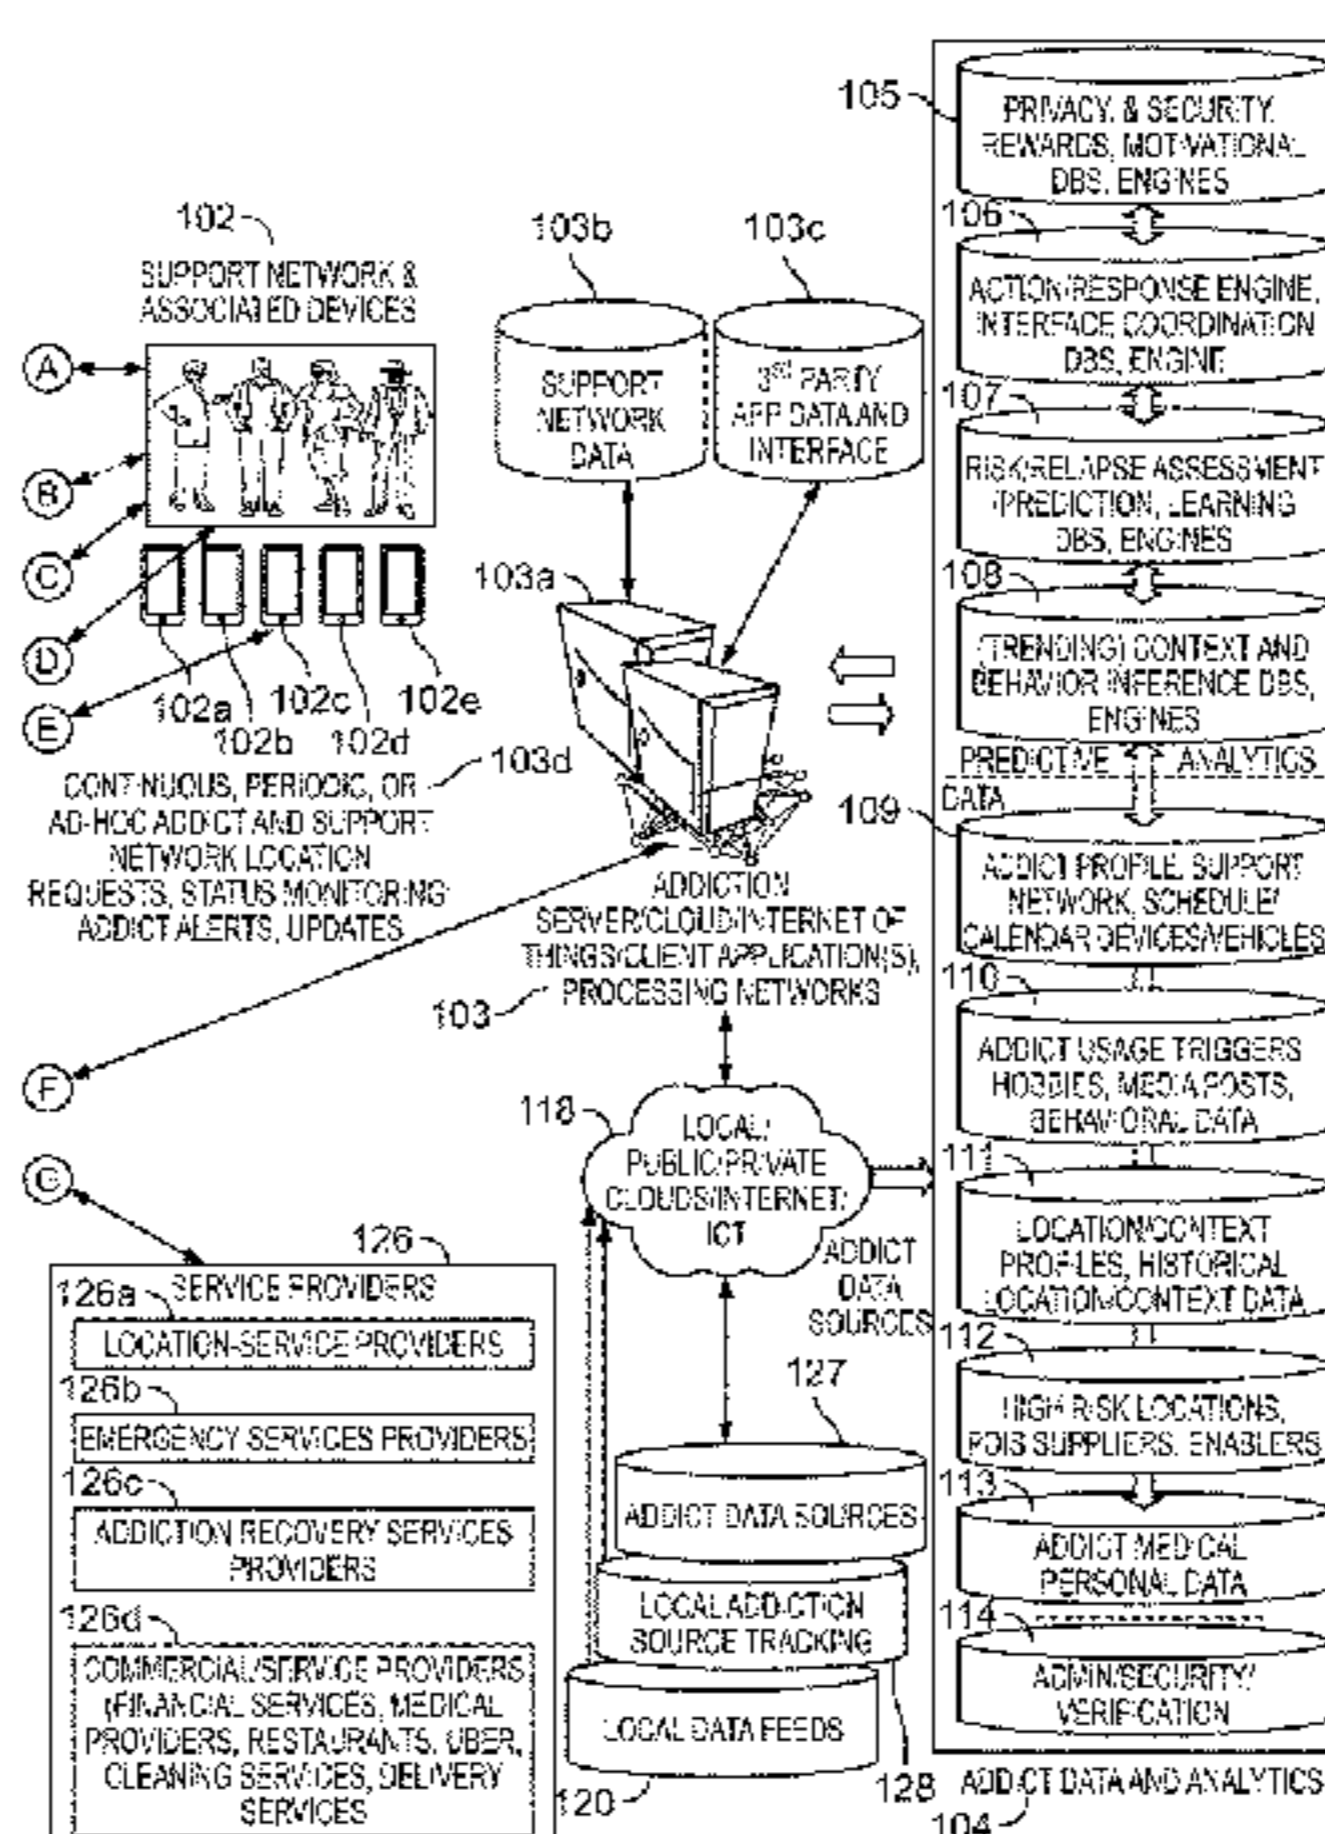 105
PRIVACY, & SECURITY,
REWARDS, MOTIVATIONAL
DBS, ENGINES
106
ACTION/RESPONSE ENGINE,
INTERFACE COORDINATION
DBS, ENGINE
107
RISK/RELAPSE ASSESSMENT
/PREDICTION, LEARNING
DBS, ENGINES
108
(TRENDING) CONTEXT AND
BEHAVIOR INFERENCE DBS,
ENGINES
PREDICTIVE ANALYTICS
DATA
109
ADDICT PROFILE, SUPPORT
NETWORK, SCHEDULE/
CALENDAR DEVICES/VEHICLES
110
ADDICT USAGE TRIGGERS
HOBBIES, MEDIA POSTS,
BEHAVIORAL DATA
111
LOCATION/CONTEXT
PROFILES, HISTORICAL
LOCATION/CONTEXT DATA
112
HIGH RISK LOCATIONS,
POIS SUPPLIERS, ENABLERS
113
ADDICT MEDICAL
PERSONAL DATA
114
ADMIN/SECURITY/
VERIFICATION
ADDICT DATA AND ANALYTICS
104
102
SUPPORT NETWORK &
ASSOCIATED DEVICES
A
B
C
D
E
102a
102b
102c
102d
102e
103b
SUPPORT
NETWORK
DATA
103c
3RD PARTY
APP DATA AND
INTERFACE
103a
103d
CONTINUOUS, PERIODIC, OR
AD-HOC ADDICT AND SUPPORT
NETWORK LOCATION
REQUESTS, STATUS MONITORING
ADDICT ALERTS, UPDATES
ADDICTION
SERVER/CLOUD/INTERNET OF
THINGS/CLIENT APPLICATION(S),
PROCESSING NETWORKS
103
F
G
118
LOCAL/
PUBLIC/PRIVATE
CLOUDS/INTERNET/
ICT
ADDICT
DATA
SOURCES
126
SERVICE PROVIDERS
126a
LOCATION-SERVICE PROVIDERS
126b
EMERGENCY SERVICES PROVIDERS
126c
ADDICTION RECOVERY SERVICES
PROVIDERS
126d
COMMERCIAL/SERVICE PROVIDERS
(FINANCIAL SERVICES, MEDICAL
PROVIDERS, RESTAURANTS, UBER,
CLEANING SERVICES, DELIVERY
SERVICES
127
ADDICT DATA SOURCES
LOCAL ADDICTION
SOURCE TRACKING
128
LOCAL DATA FEEDS
120